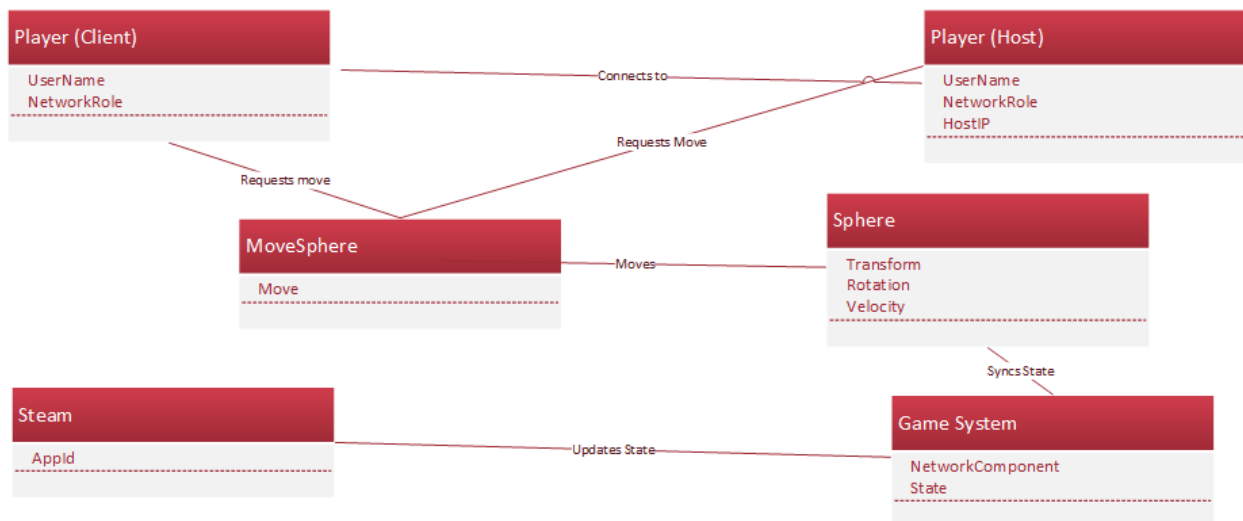 Player (Client)
UserName
NetworkRole
Player (Host)
UserName
NetworkRole
HostIP
Connects to
Requests Move
Requests move
MoveSphere
Move
Moves
Sphere
Transform
Rotation
Velocity
Syncs State
Steam
AppId
Updates State
Game System
NetworkComponent
State